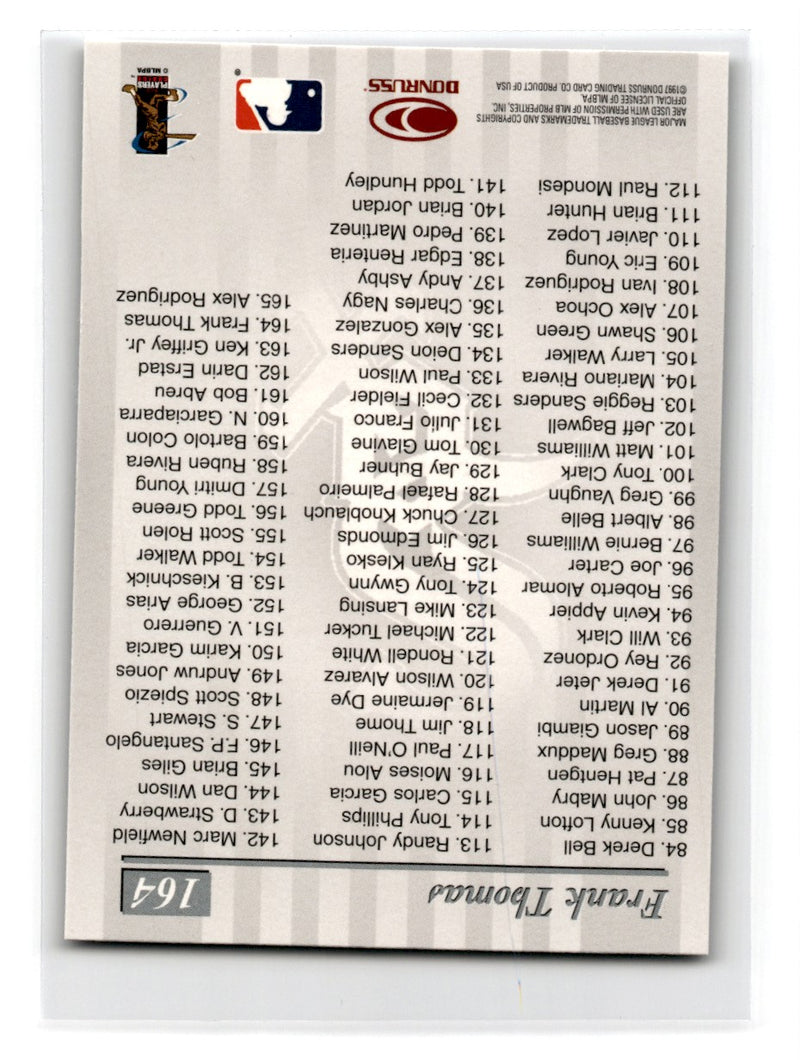 Frank Thomas
164
84. Derek Bell
85. Kenny Lofton
86. John Mabry
87. Pat Hentgen
88. Greg Maddux
89. Jason Giambi
90. Al Martin
91. Derek Jeter
92. Rey Ordonez
93. Will Clark
94. Kevin Appier
95. Roberto Alomar
96. Joe Carter
97. Bernie Williams
98. Albert Belle
99. Greg Vaughn
100. Tony Clark
101. Matt Williams
102. Jeff Bagwell
103. Reggie Sanders
104. Mariano Rivera
105. Larry Walker
106. Shawn Green
107. Alex Ochoa
108. Ivan Rodriguez
109. Eric Young
110. Javier Lopez
111. Brian Hunter
112. Raul Mondesi
113. Randy Johnson
114. Tony Phillips
115. Carlos Garcia
116. Moises Alou
117. Paul O'Neill
118. Jim Thome
119. Jermaine Dye
120. Wilson Alvarez
121. Rondell White
122. Michael Tucker
123. Mike Lansing
124. Tony Gwynn
125. Ryan Klesko
126. Jim Edmonds
127. Chuck Knoblauch
128. Rafael Palmeiro
129. Jay Buhner
130. Tom Glavine
131. Julio Franco
132. Cecil Fielder
133. Paul Wilson
134. Deion Sanders
135. Alex Gonzalez
136. Charles Nagy
137. Andy Ashby
138. Edgar Renteria
139. Pedro Martinez
140. Brian Jordan
141. Todd Hundley
142. Marc Newfield
143. D. Strawberry
144. Dan Wilson
145. Brian Giles
146. F.P. Santangelo
147. S. Stewart
148. Scott Spiezio
149. Andruw Jones
150. Karim Garcia
151. V. Guerrero
152. George Arias
153. B. Kieschnick
154. Todd Walker
155. Scott Rolen
156. Todd Greene
157. Dmitri Young
158. Ruben Rivera
159. Bartolo Colon
160. N. Garciaparra
161. Bob Abreu
162. Darin Erstad
163. Ken Griffey Jr.
164. Frank Thomas
165. Alex Rodriguez
MAJOR LEAGUE BASEBALL TRADEMARKS AND COPYRIGHTS
ARE USED WITH PERMISSION OF MLB PROPERTIES, INC.
OFFICIAL LICENSEE OF MLBPA
©1997 DONRUSS TRADING CARD CO. PRODUCT OF USA
DONRUSS
®
PLAYERS
© MLBPA